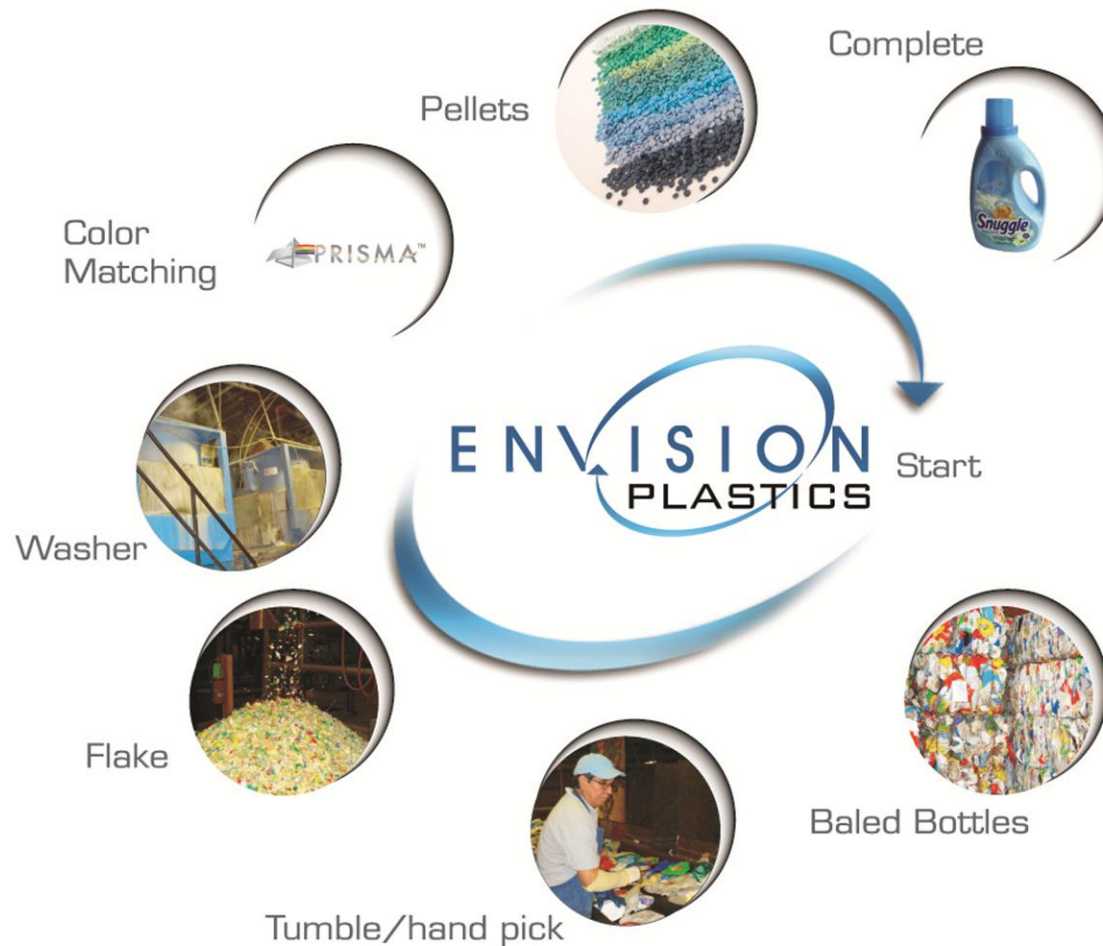 Complete
Pellets
Snuggle
Color
Matching
PRISMA™
ENVISION
PLASTICS
Start
Washer
Flake
Baled Bottles
Tumble/hand pick